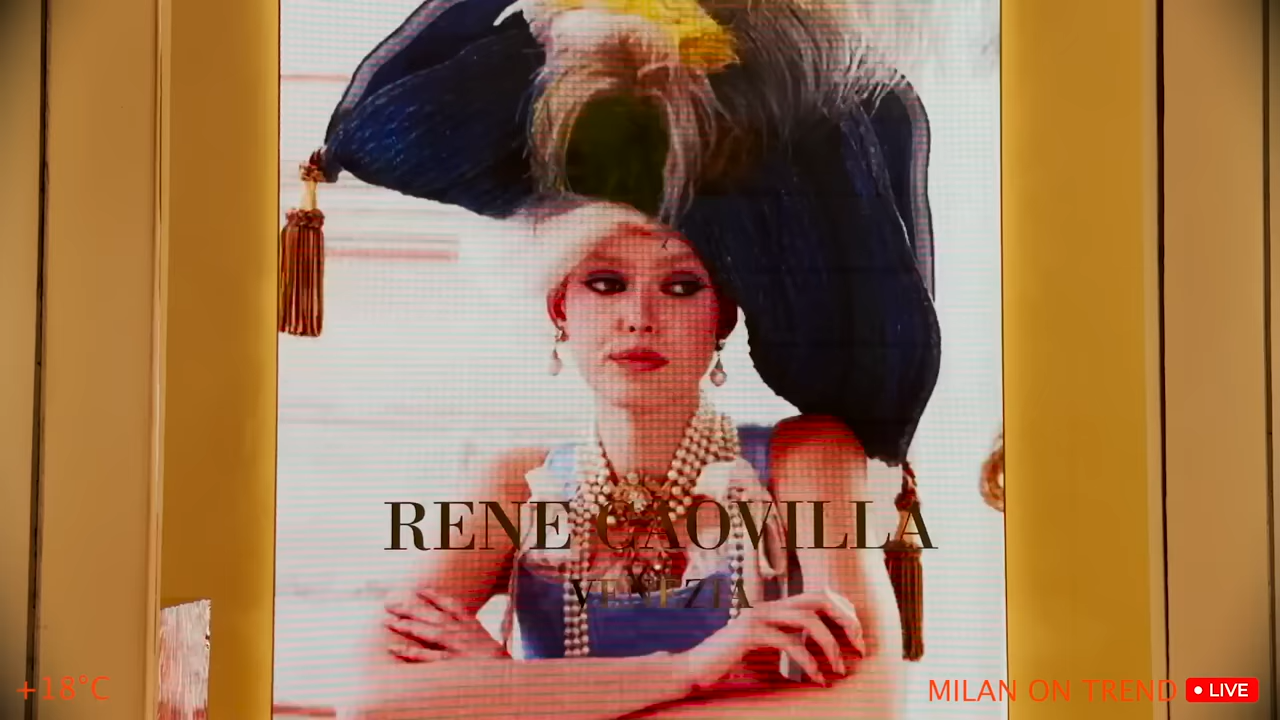 RENE CAOVILLA
VENEZIA
+18°C
MILAN ON TREND
LIVE